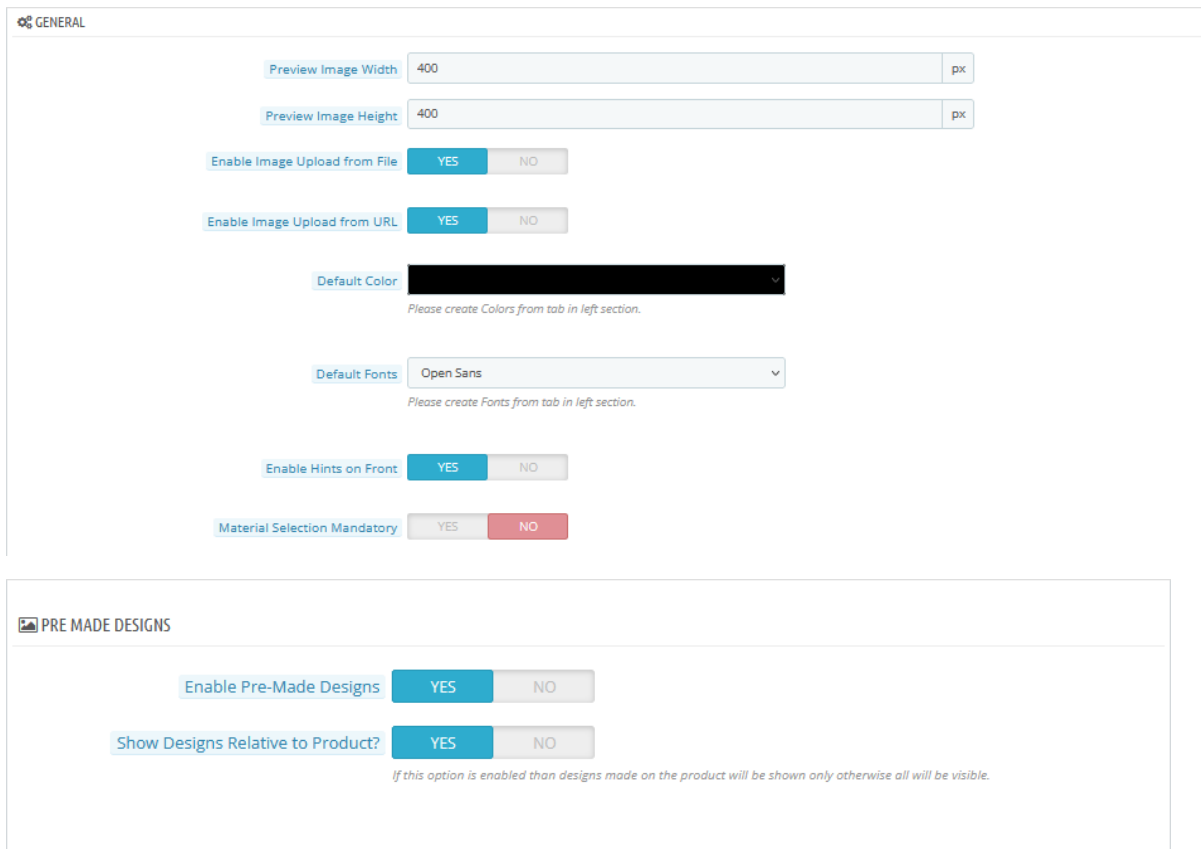 GENERAL
Preview Image Width 400 px
Preview Image Height 400 px
Enable Image Upload from File YES NO
Enable Image Upload from URL YES NO
Default Color
Please create Colors from tab in left section.
Default Fonts Open Sans
Please create Fonts from tab in left section.
Enable Hints on Front YES NO
Material Selection Mandatory YES NO
PRE MADE DESIGNS
Enable Pre-Made Designs YES NO
Show Designs Relative to Product? YES NO
If this option is enabled than designs made on the product will be shown only otherwise all will be visible.